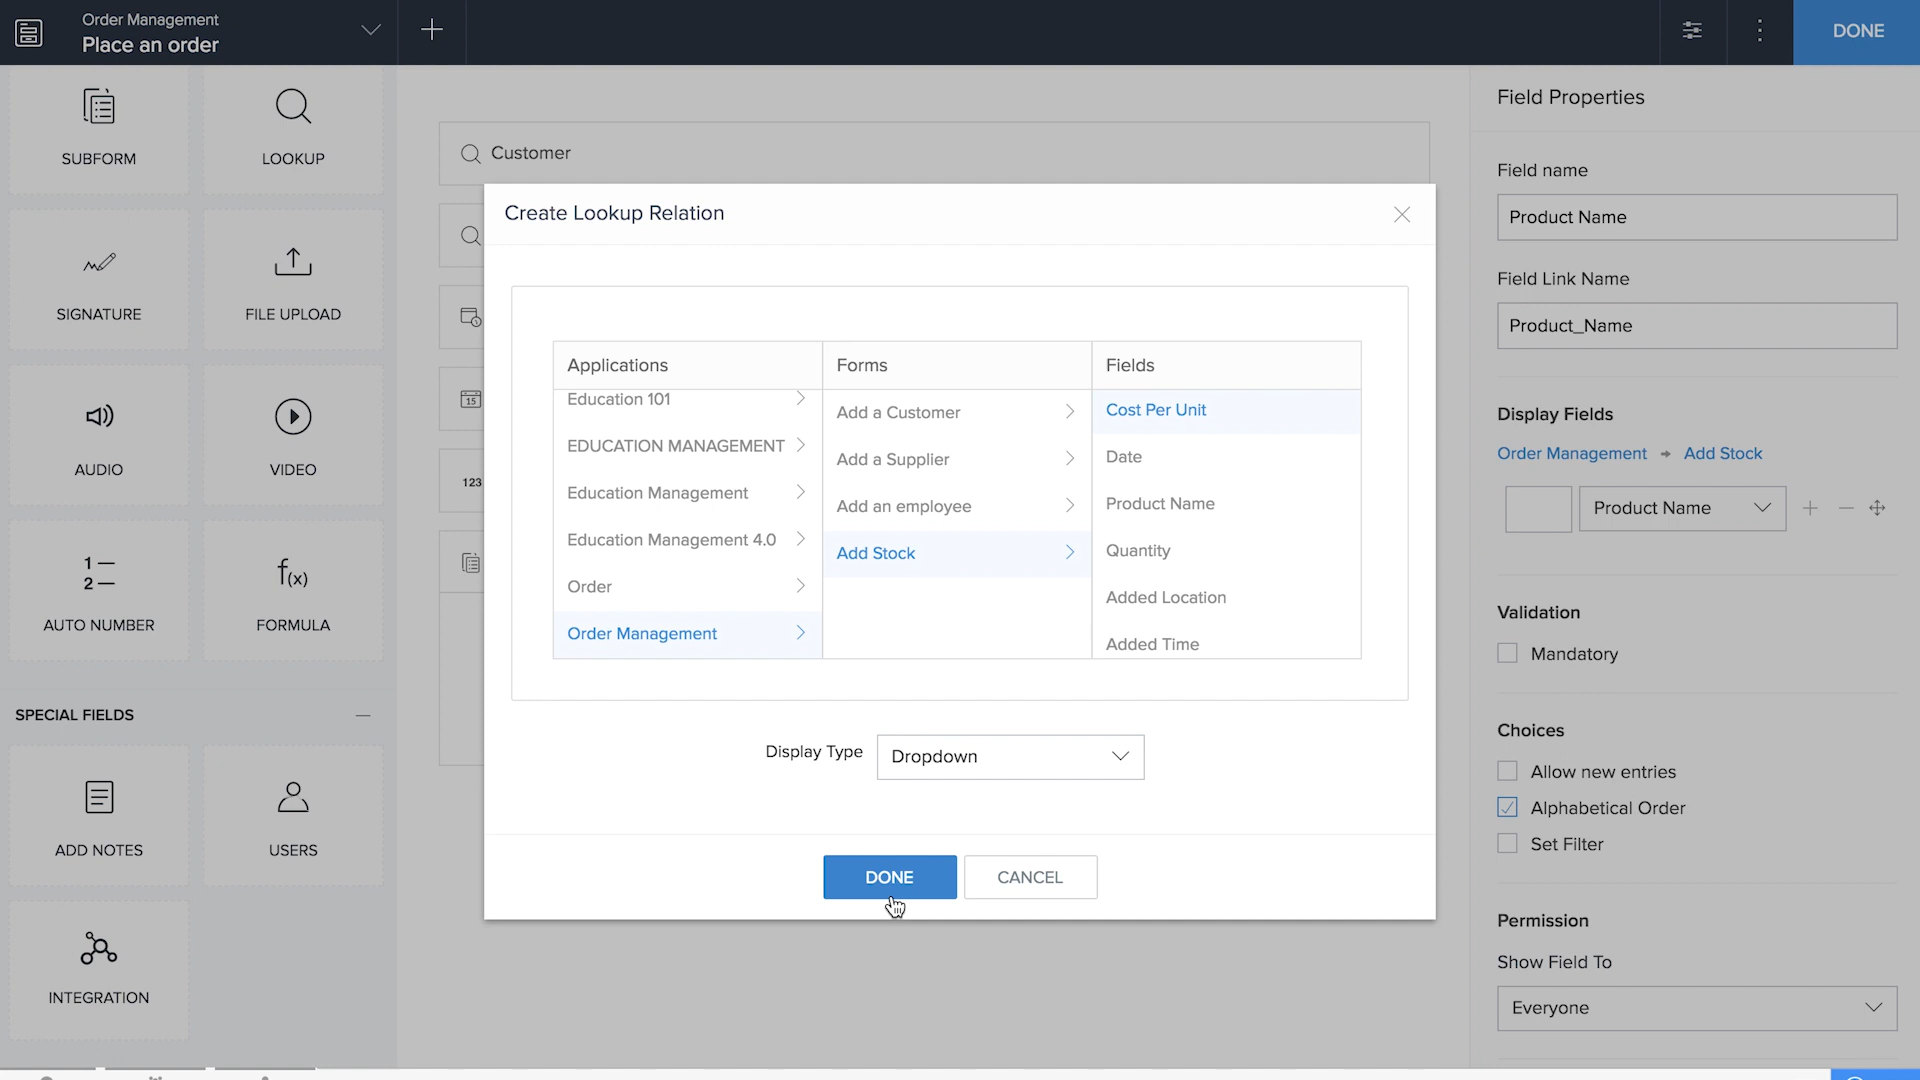 Order Management
Place an order
DONE
SUBFORM
LOOKUP
SIGNATURE
FILE UPLOAD
AUDIO
VIDEO
1
2
AUTO NUMBER
f(x)
FORMULA
SPECIAL FIELDS
ADD NOTES
USERS
INTEGRATION
Customer
15
123
Create Lookup Relation
Applications
Forms
Fields
Education 101
EDUCATION MANAGEMENT
Education Management
Education Management 4.0
Order
Order Management
Add a Customer
Add a Supplier
Add an employee
Add Stock
Cost Per Unit
Date
Product Name
Quantity
Added Location
Added Time
Display Type
Dropdown
DONE
CANCEL
Field Properties
Field name
Product Name
Field Link Name
Product_Name
Display Fields
Order Management
Add Stock
Product Name
Validation
Mandatory
Choices
Allow new entries
Alphabetical Order
Set Filter
Permission
Show Field To
Everyone